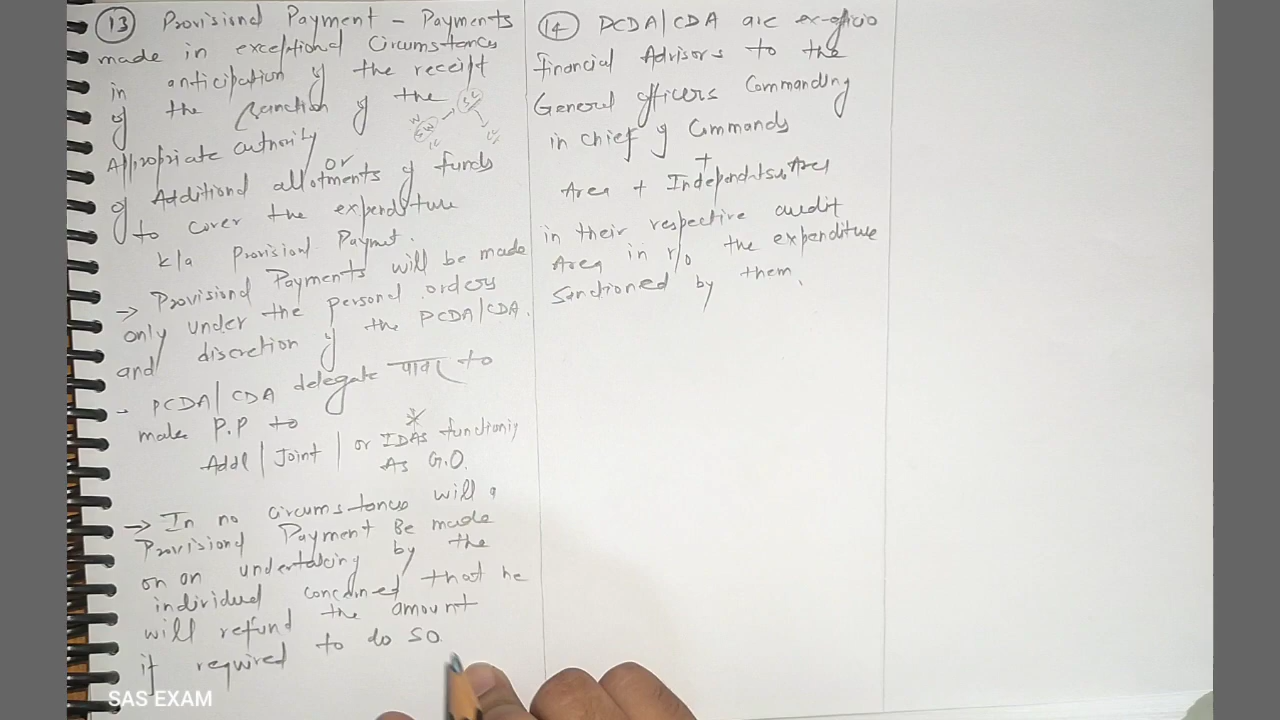 13 Provisional Payment - Payments
made in exceptional Circumstances
in anticipation of the receipt
of the Sanction of the
Appropriate authority
or
of Additional allotments of funds
to cover the expenditure
k/a Provisional Paymet.
→ Provisional Payments will be made
only under the personal orders
and discretion of the PCDA/CDA.
- PCDA/CDA delegate पावर to
make P.P to
Addl / Joint / or IDAS functioning
As G.O.
→ In no circumstances will a
Provisional Payment Be made
on an undertaking by the
individual concerned that he
will refund the amount
if required to do so
14 PCDA/CDA are ex-officio
financial Advisors to the
General officers Commanding
in chief of Commands
+
Area + Independent Sub Area
in their respective audit
Area in r/o the expenditure
Sanctioned by them.
SAS EXAM